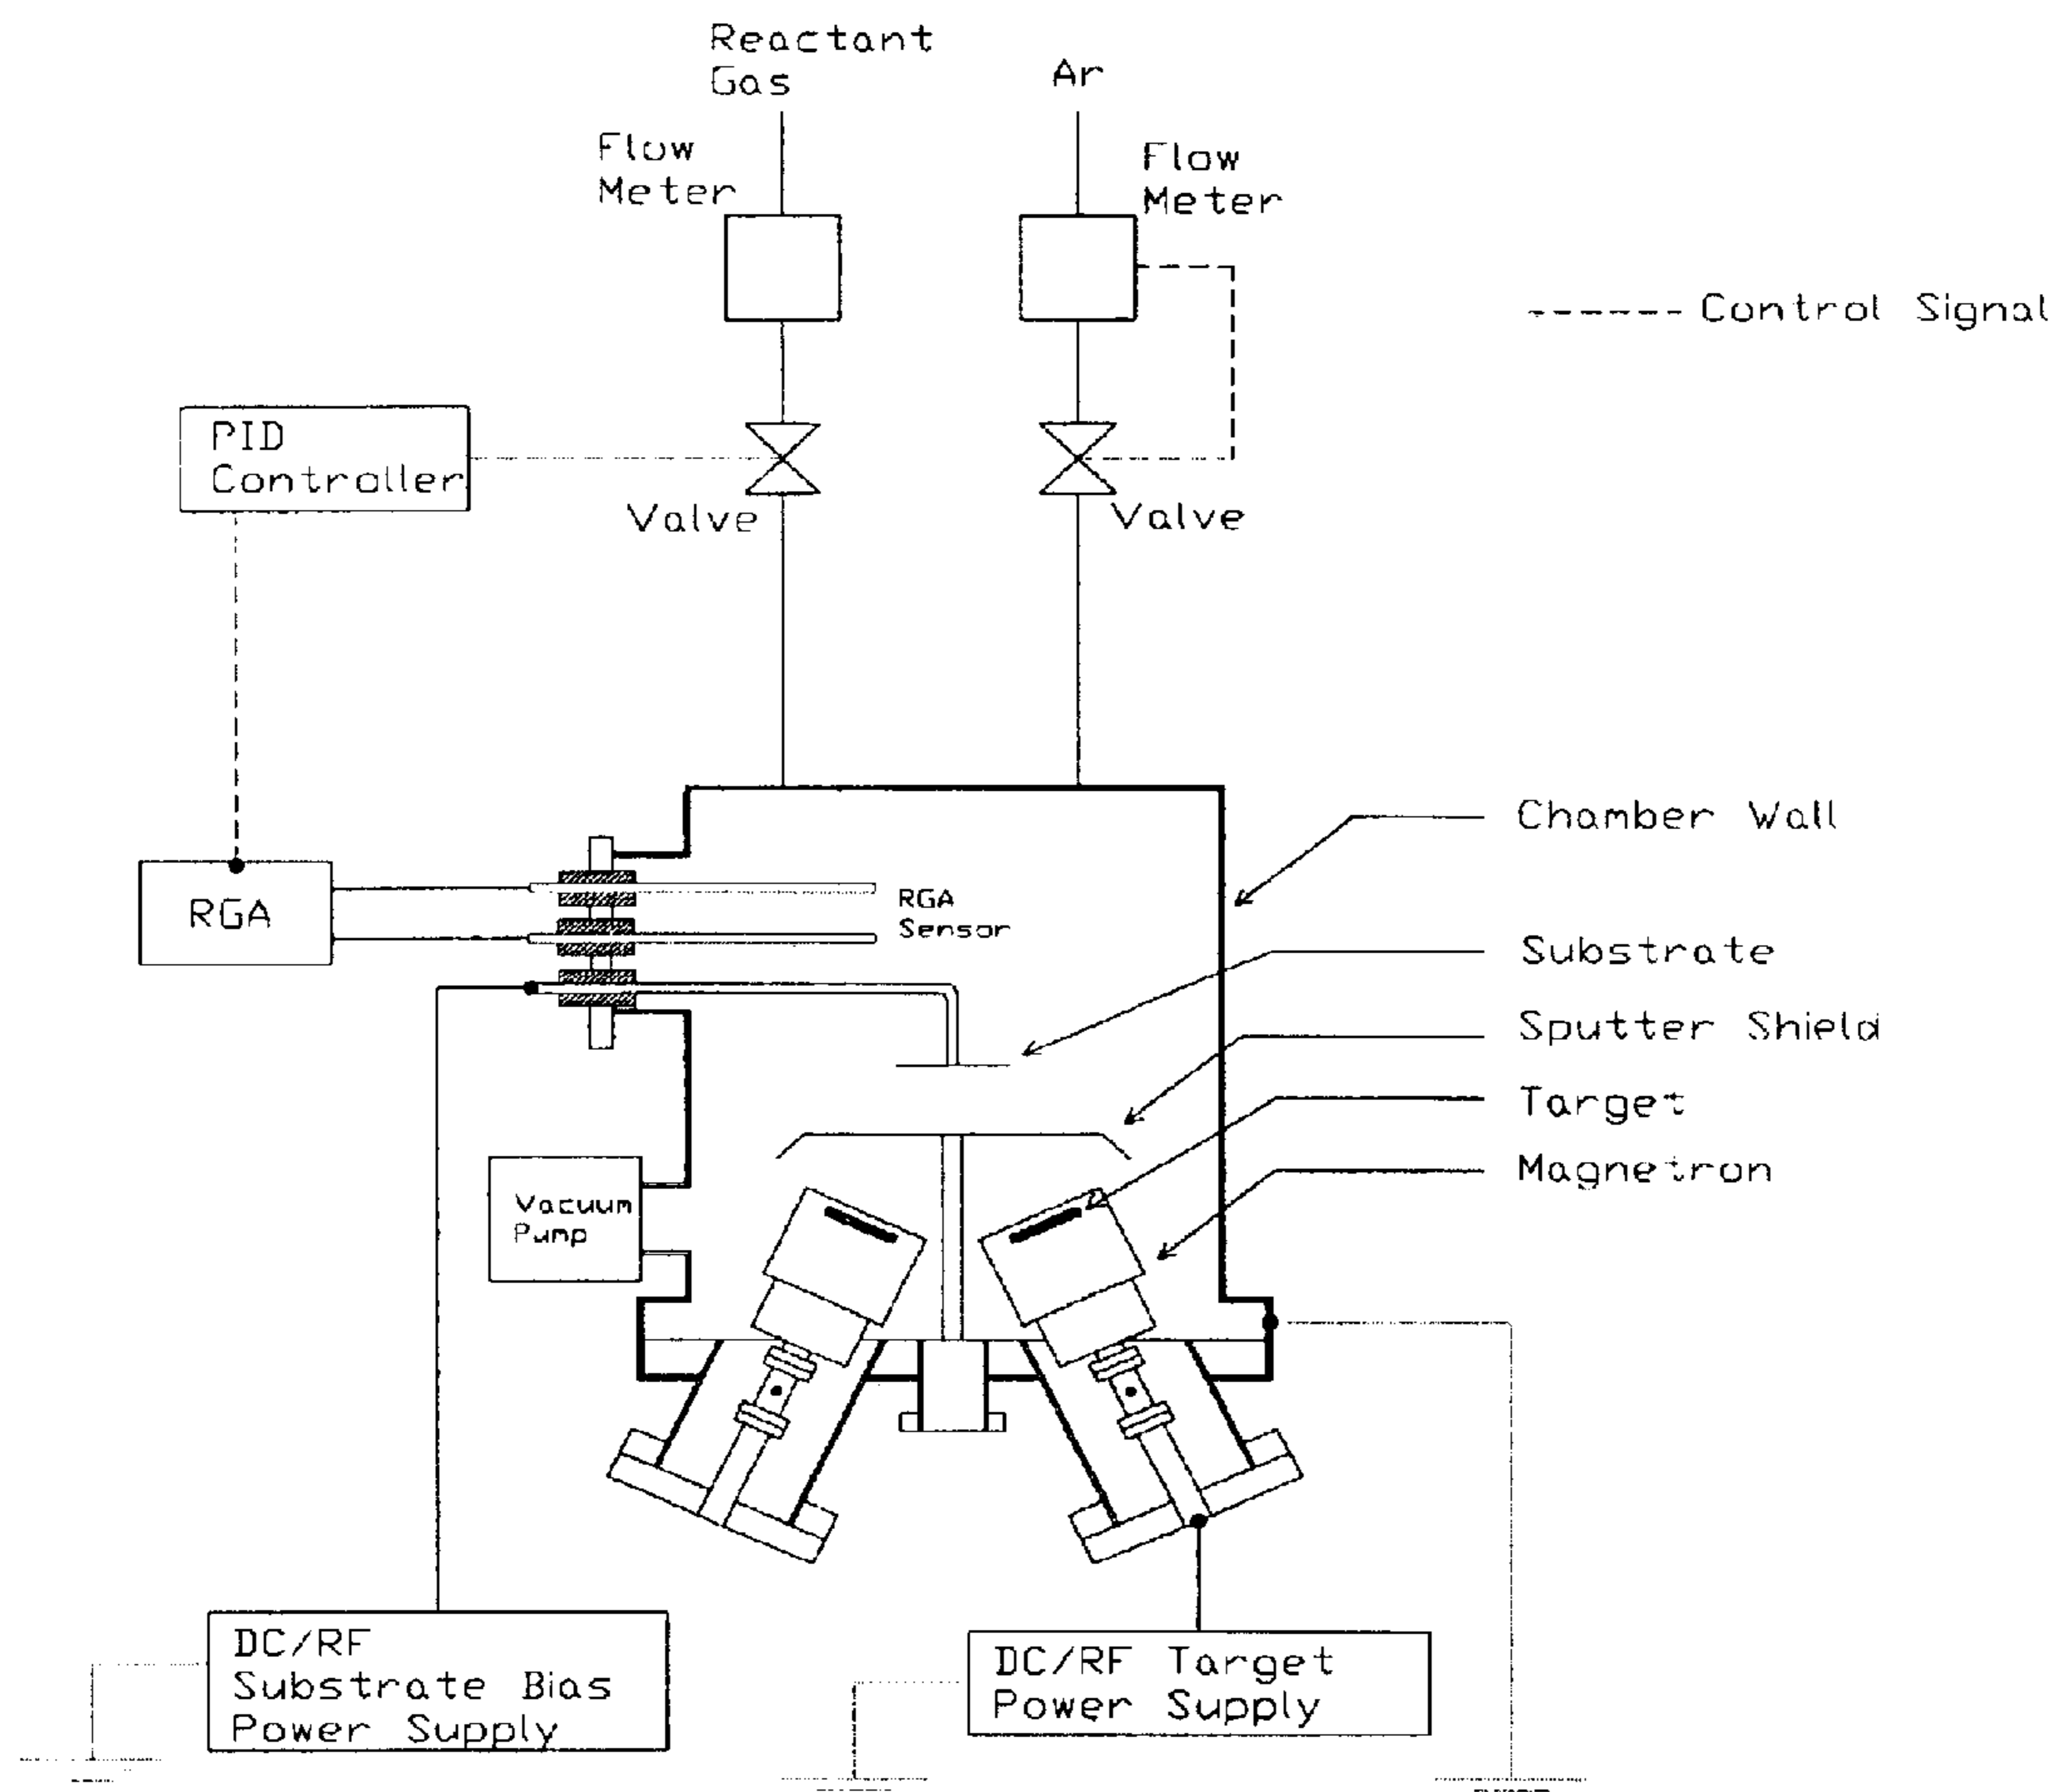 Reactant
Gas
Ar
Flow
Meter
Flow
Meter
Control Signal
PID
Controller
Valve
Valve
Chamber Wall
RGA
RGA
Sensor
Substrate
Sputter Shield
Target
Magnetron
Vacuum
Pump
DC/RF
Substrate Bias
Power Supply
DC/RF Target
Power Supply